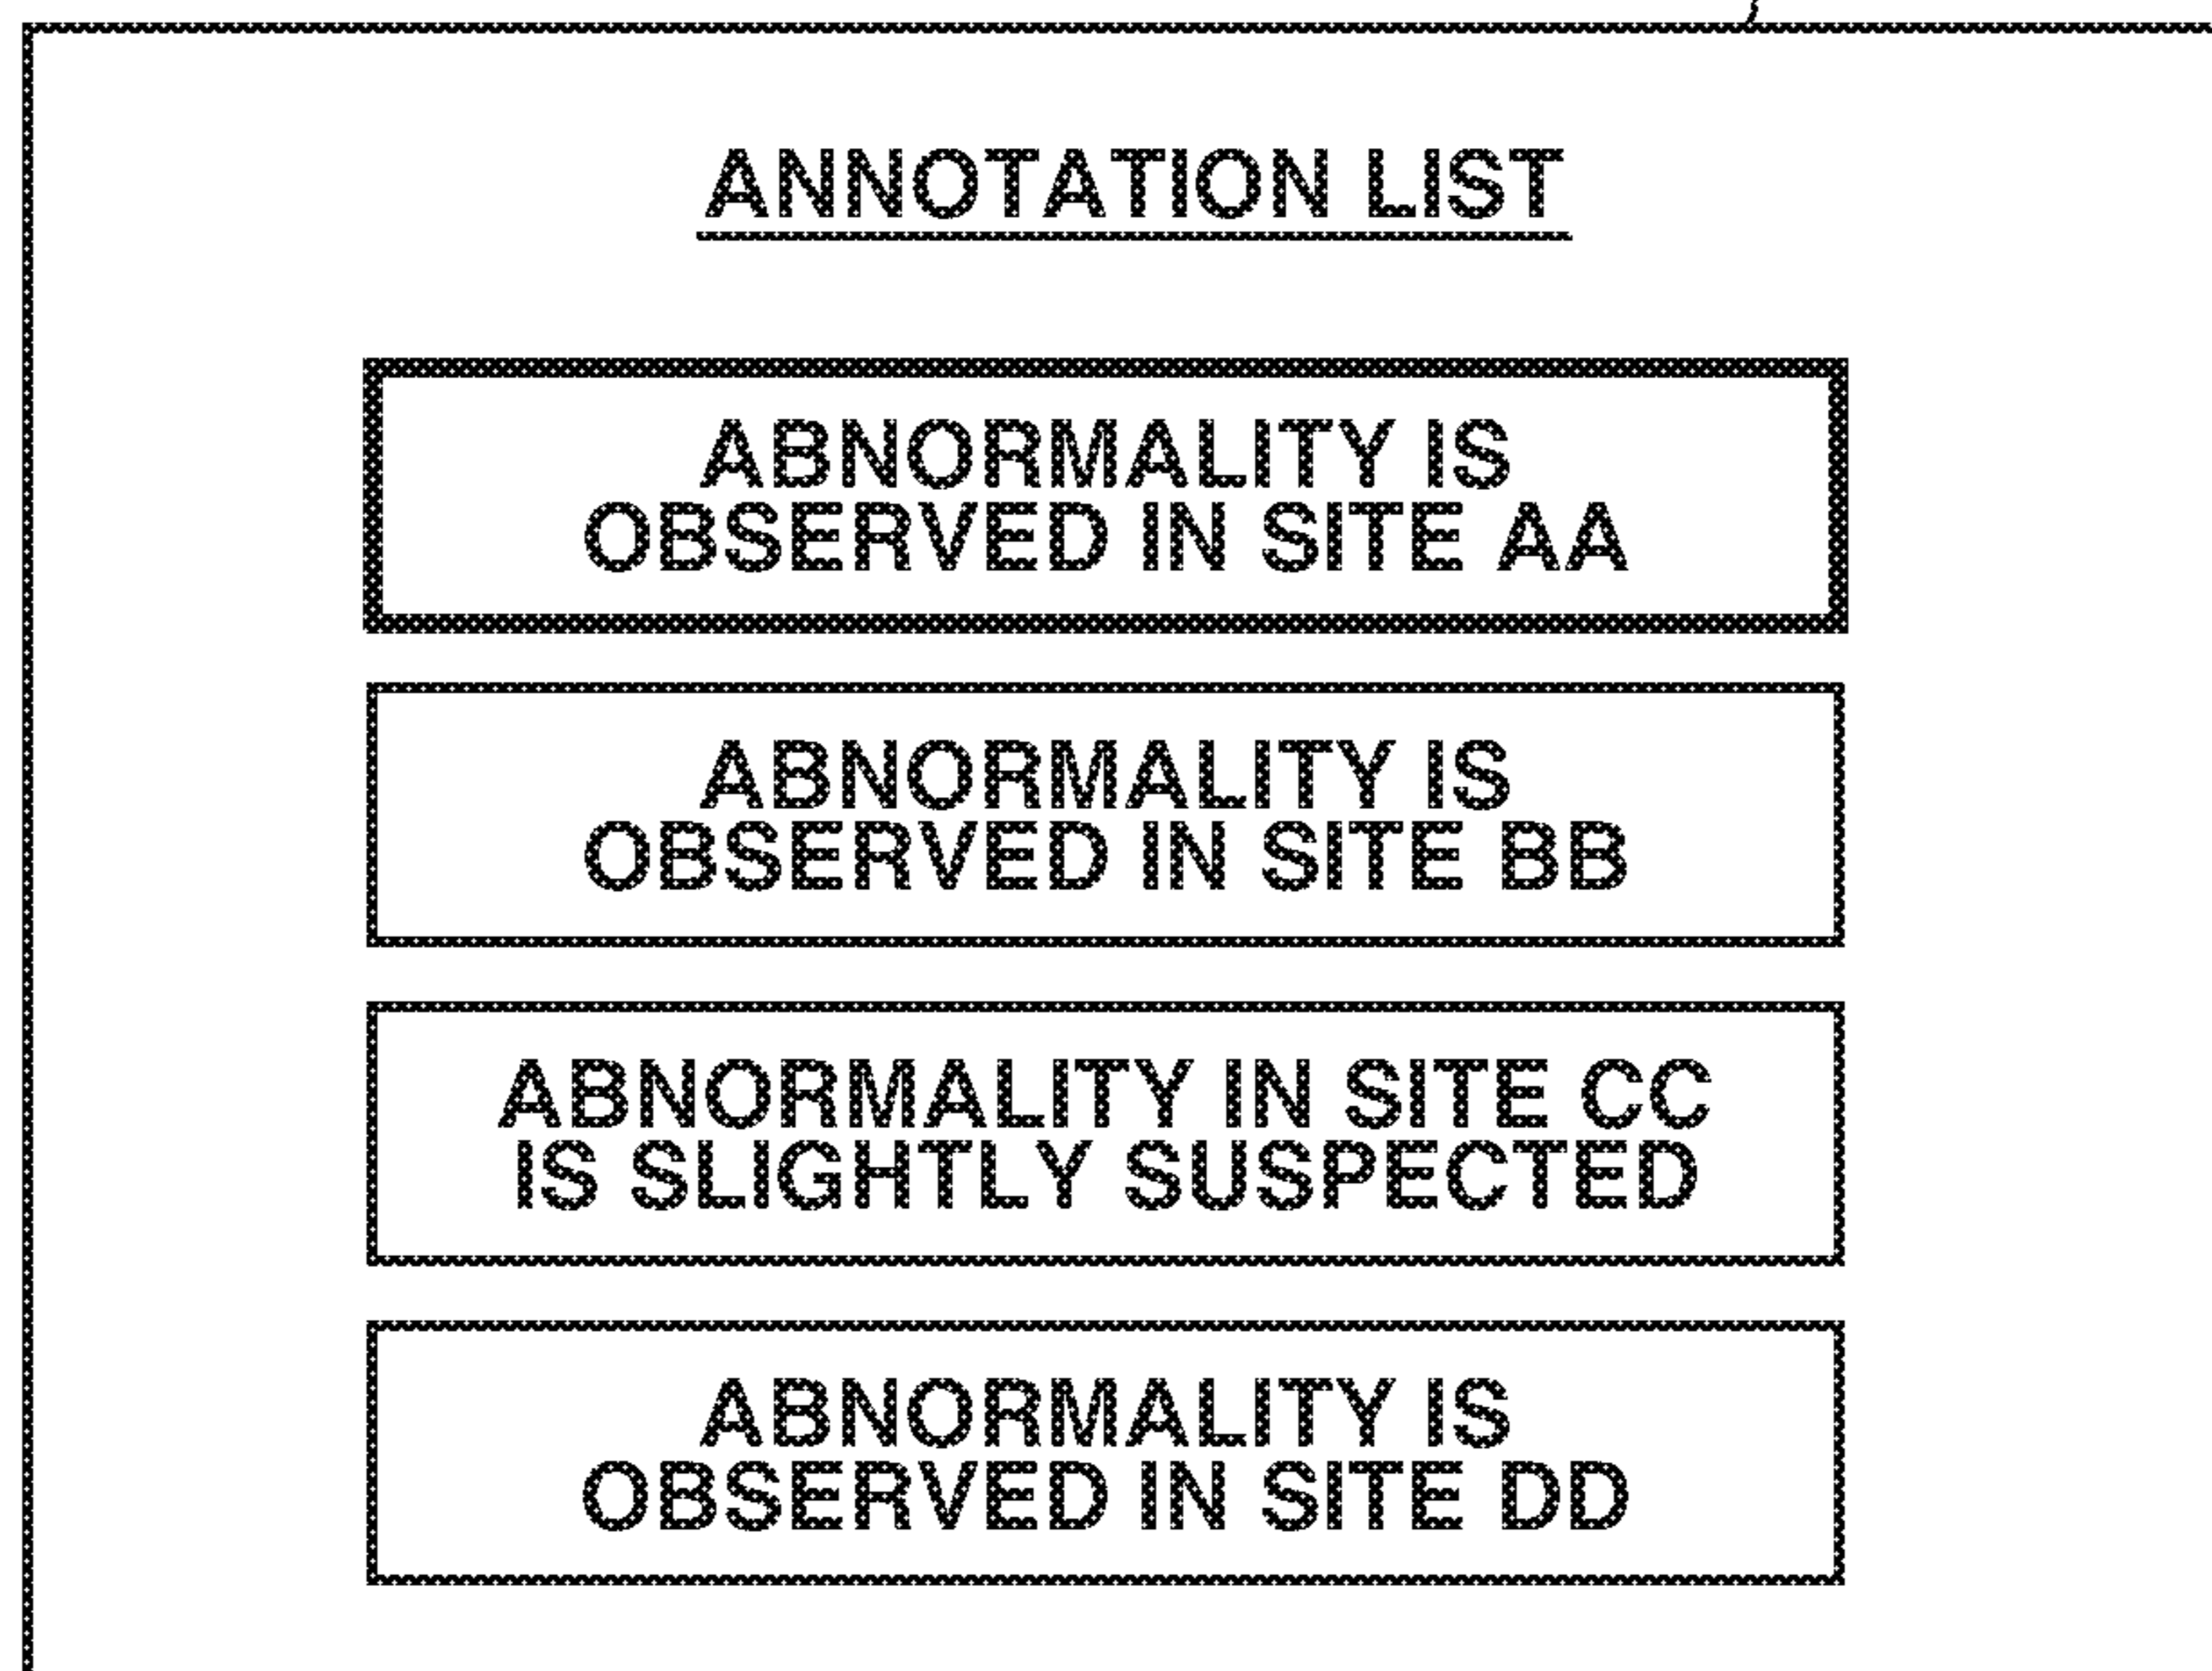 ANNOTATION LIST
ABNORMALITY IS
OBSERVED IN SITE AA
ABNORMALITY IS
OBSERVED IN SITE BB
ABNORMALITY IN SITE CC
IS SLIGHTLY SUSPECTED
ABNORMALITY IS
OBSERVED IN SITE DD